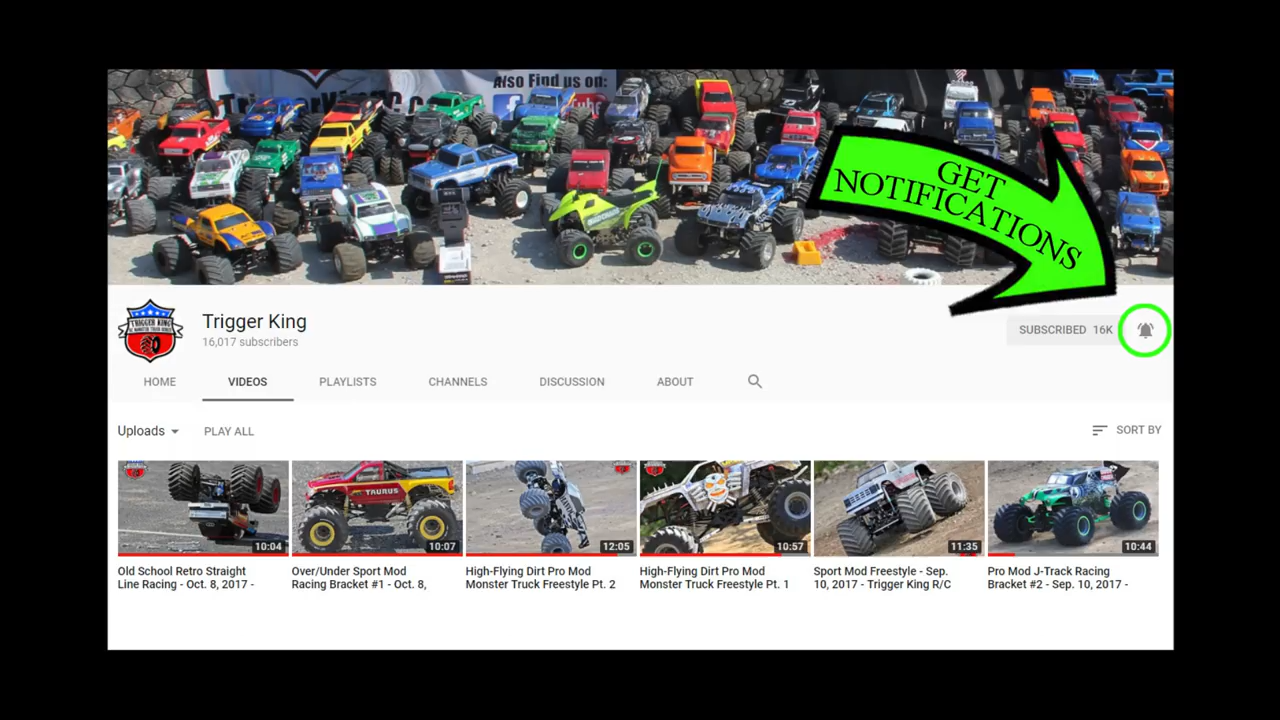 Also Find us on:
GET
NOTIFICATIONS
TRIGGER KING
Trigger King
16,017 subscribers
SUBSCRIBED 16K
HOME VIDEOS PLAYLISTS CHANNELS DISCUSSION ABOUT
Uploads PLAY ALL SORT BY
TAURUS
10:04 10:07 12:05 10:57 11:35 10:44
Old School Retro Straight
Line Racing - Oct. 8, 2017 -
Over/Under Sport Mod
Racing Bracket #1 - Oct. 8,
High-Flying Dirt Pro Mod
Monster Truck Freestyle Pt. 2
High-Flying Dirt Pro Mod
Monster Truck Freestyle Pt. 1
Sport Mod Freestyle - Sep.
10, 2017 - Trigger King R/C
Pro Mod J-Track Racing
Bracket #2 - Sep. 10, 2017 -